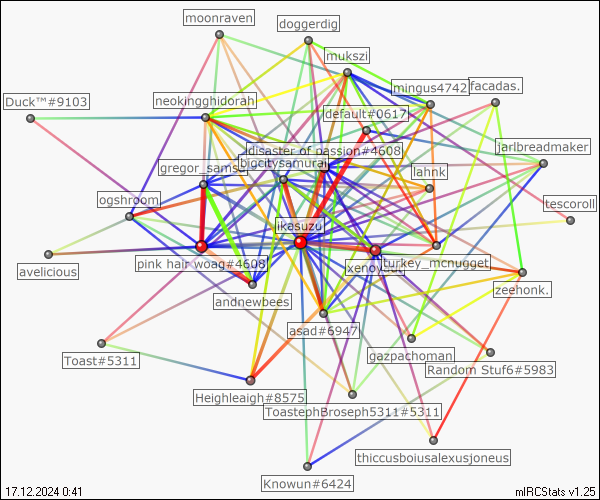 moonraven
doggerdig
mukszi
mingus4742
facadas.
Duck™#9103
neokingghidorah
default#0617
disaster of passion#4608
jarlbreadmaker
gregor_samsa
bigcitysamurai
lahnk
ogshroom
tescoroll
ikasuzu
pink hair woag#4608
xenoyout
turkey_mcnugget
avelicious
andnewbees
zeehonk.
asad#6947
Toast#5311
gazpachoman
Random Stuf6#5983
Heighleaigh#8575
ToastephBroseph5311#5311
thiccusboiusalexusjoneus
Knowun#6424
17.12.2024 0:41
mIRCStats v1.25